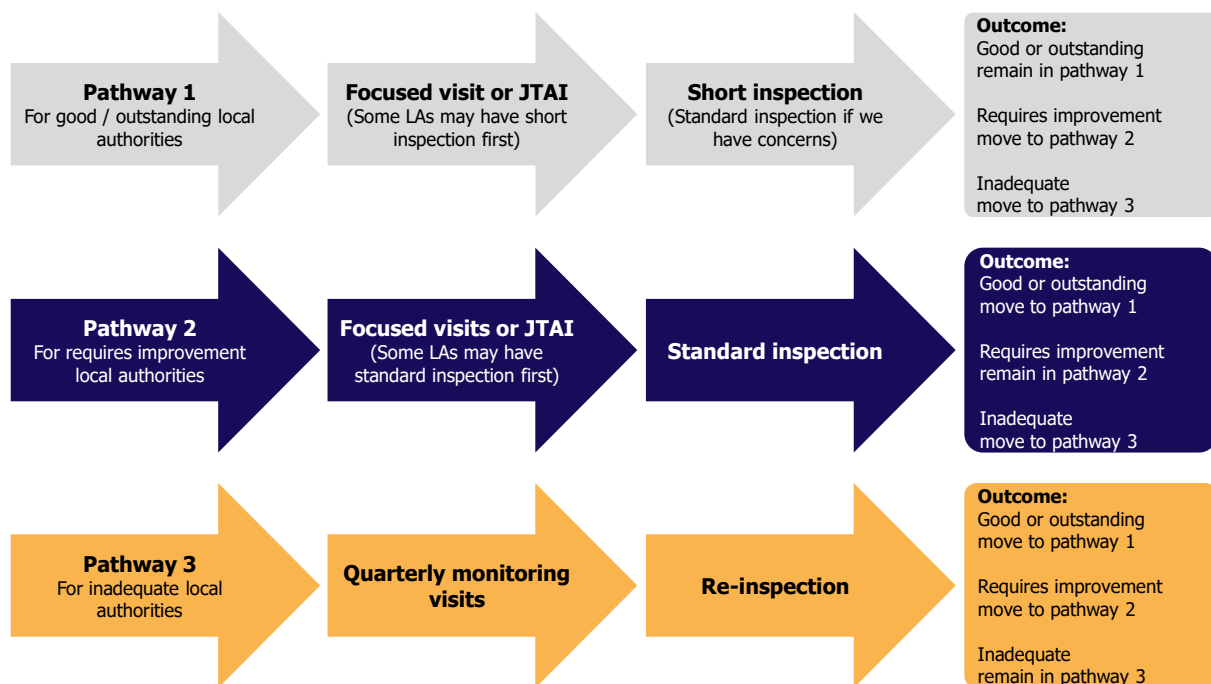 Pathway 1
For good / outstanding local
authorities
Focused visit or JTAI
(Some LAs may have short
inspection first)
Short inspection
(Standard inspection if we
have concerns)
Outcome:
Good or outstanding
remain in pathway 1
Requires improvement
move to pathway 2
Inadequate
move to pathway 3
Pathway 2
For requires improvement
local authorities
Focused visits or JTAI
(Some LAs may have
standard inspection first)
Standard inspection
Outcome:
Good or outstanding
move to pathway 1
Requires improvement
remain in pathway 2
Inadequate
move to pathway 3
Pathway 3
For inadequate local
authorities
Quarterly monitoring
visits
Re-inspection
Outcome:
Good or outstanding
move to pathway 1
Requires improvement
move to pathway 2
Inadequate
remain in pathway 3